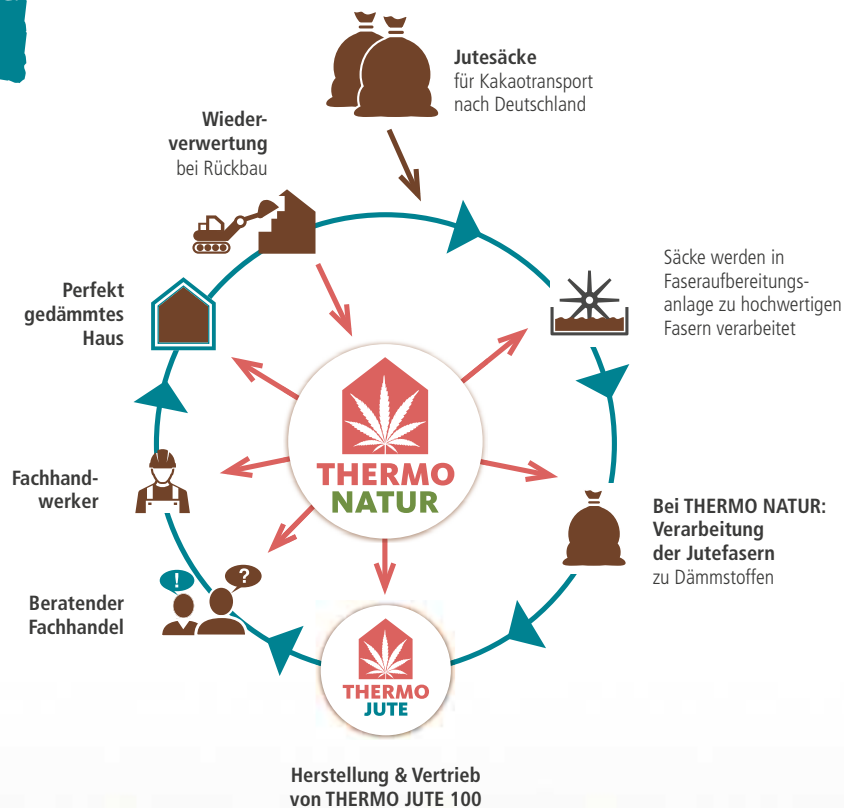 Jutesäcke
für Kakaotransport
nach Deutschland
Wieder-
verwertung
bei Rückbau
Säcke werden in
Faseraufbereitungs-
anlage zu hochwertigen
Fasern verarbeitet
Perfekt
gedämmtes
Haus
THERMO
NATUR
Fachhand-
werker
Bei THERMO NATUR:
Verarbeitung
der Jutefasern
zu Dämmstoffen
! ?
Beratender
Fachhandel
THERMO
JUTE
Herstellung & Vertrieb
von THERMO JUTE 100